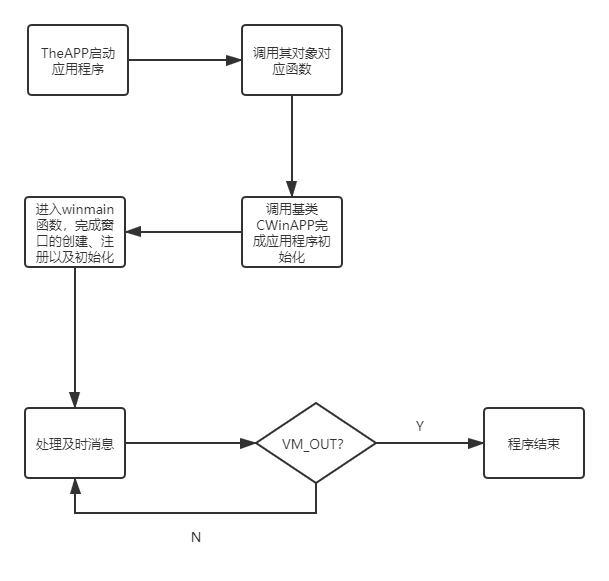 TheAPP启动
应用程序
调用其对象对
应函数
调用基类
CWinAPP完
成应用程序初
始化
进入winmain
函数，完成窗
口的创建、注
册以及初始化
处理及时消息
VM_OUT?
Y
程序结束
N